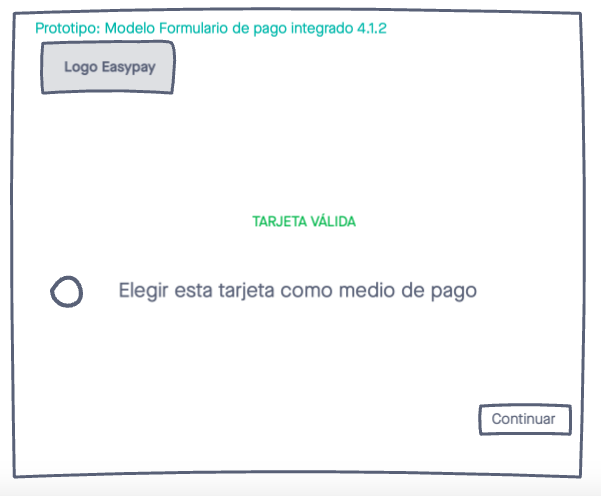 Prototipo: Modelo Formulario de pago integrado 4.1.2
Logo Easypay
TARJETA VÁLIDA
Elegir esta tarjeta como medio de pago
Continuar